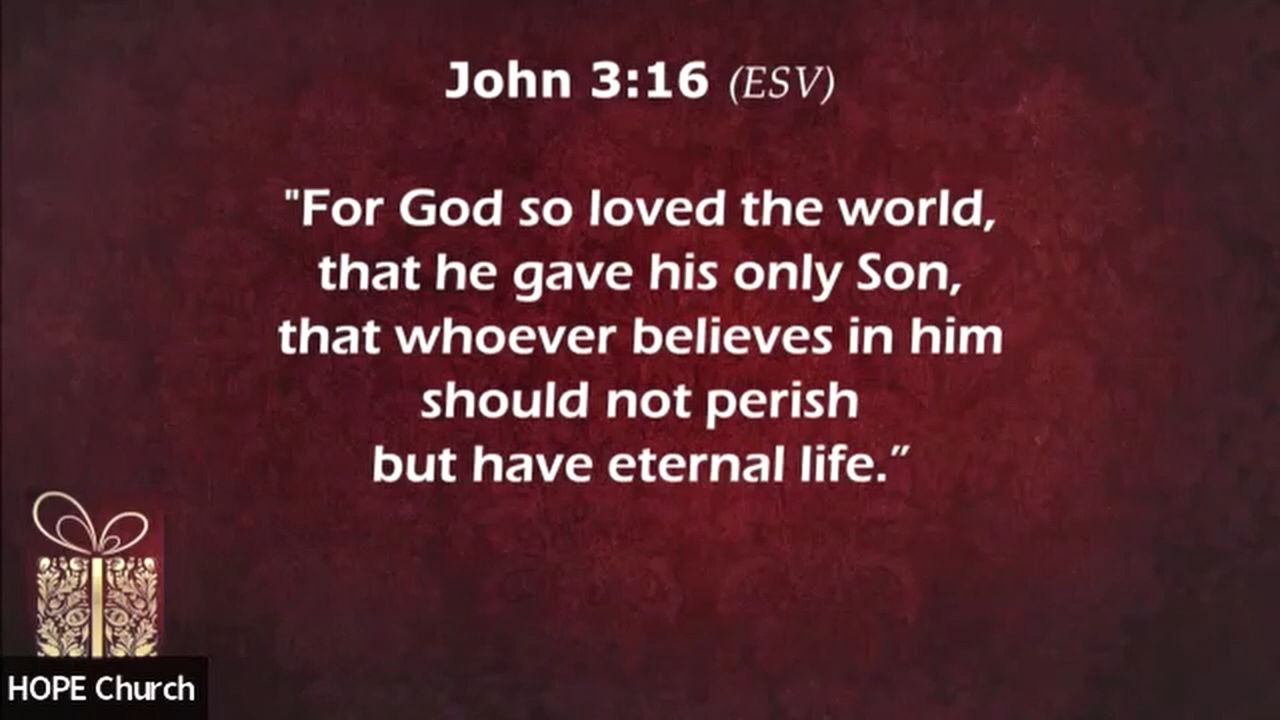 John 3:16 (ESV)
"For God so loved the world,
that he gave his only Son,
that whoever believes in him
should not perish
but have eternal life.”
HOPE Church